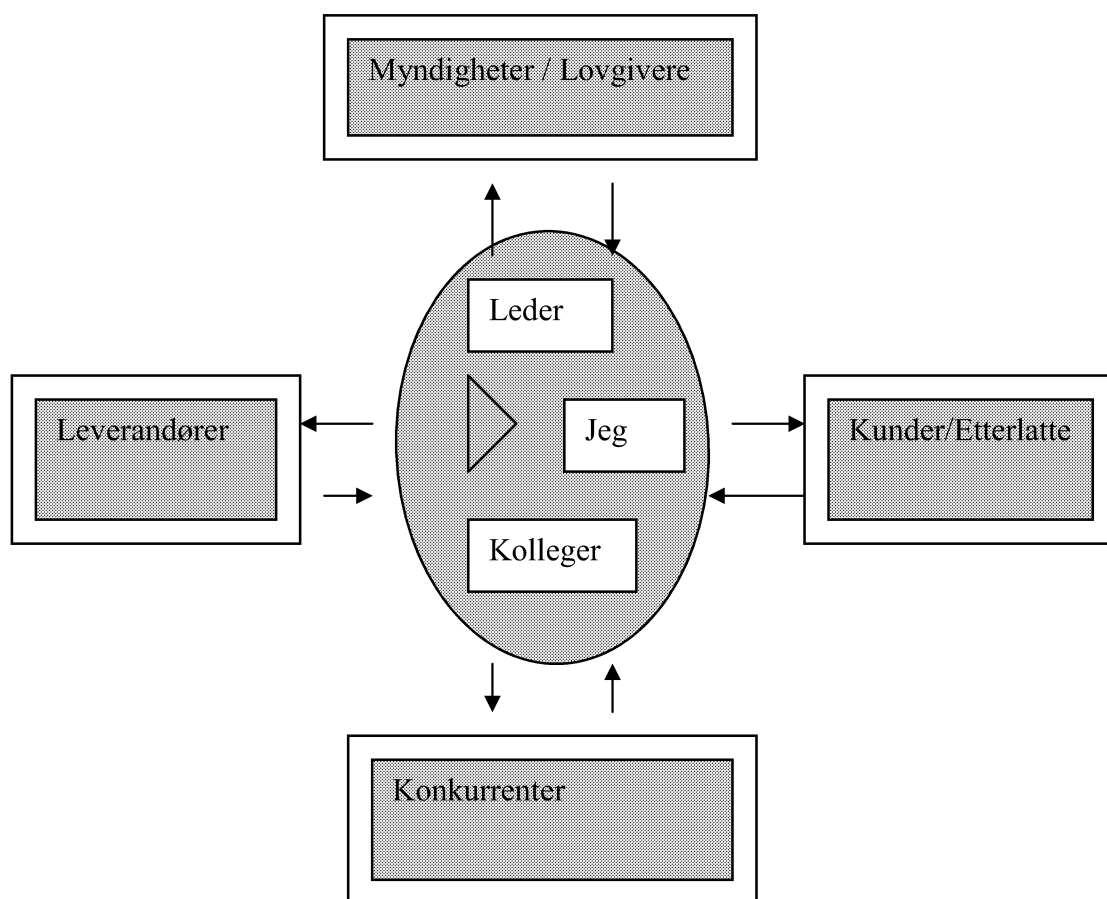 Myndigheter / Lovgivere
Leder
Leverandører
Jeg
Kunder/Etterlatte
Kolleger
Konkurrenter